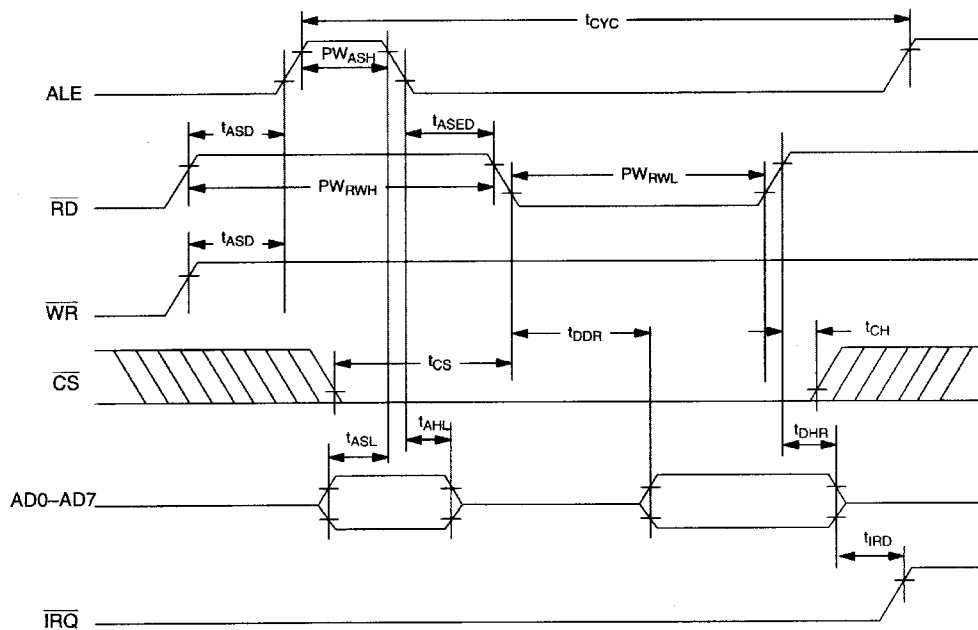 tCYC
PWASH
ALE
tASD
tASED
PWRWH
PWRWL
RD
tASD
WR
tDDR
tCH
tCS
CS
tAHL
tASL
tDHR
AD0–AD7
tIRD
IRQ